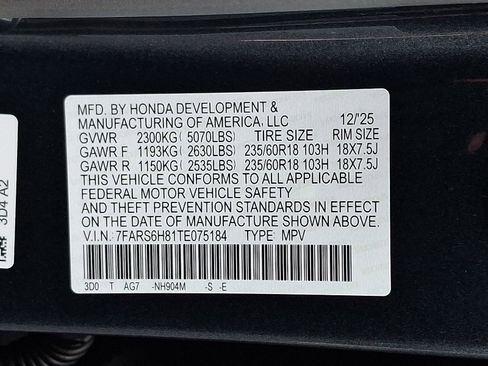 MFD. BY HONDA DEVELOPMENT &
MANUFACTURING OF AMERICA, LLC 12/'25
GVWR 2300KG( 5070LBS) TIRE SIZE RIM SIZE
GAWR F 1193KG( 2630LBS) 235/60R18 103H 18X7.5J
GAWR R 1150KG( 2535LBS) 235/60R18 103H 18X7.5J
THIS VEHICLE CONFORMS TO ALL APPLICABLE
FEDERAL MOTOR VEHICLE SAFETY
AND THEFT PREVENTION STANDARDS IN EFFECT
ON THE DATE OF MANUFACTURE SHOWN ABOVE.
V.I.N: 7FARS6H81TE075184 TYPE MPV
3D0 T AG7 -NH904M -S -E
3D4 A2